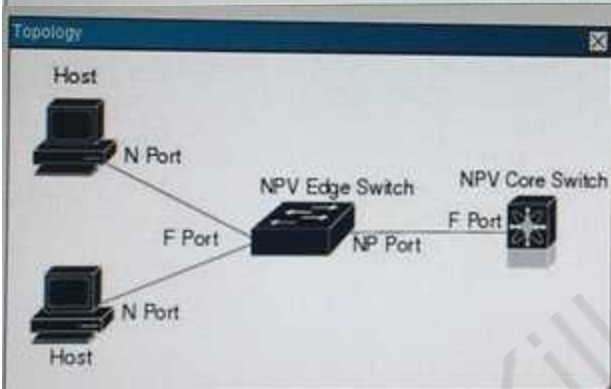 Topology
Host
N Port
NPV Edge Switch
NPV Core Switch
F Port
F Port
NP Port
N Port
Host